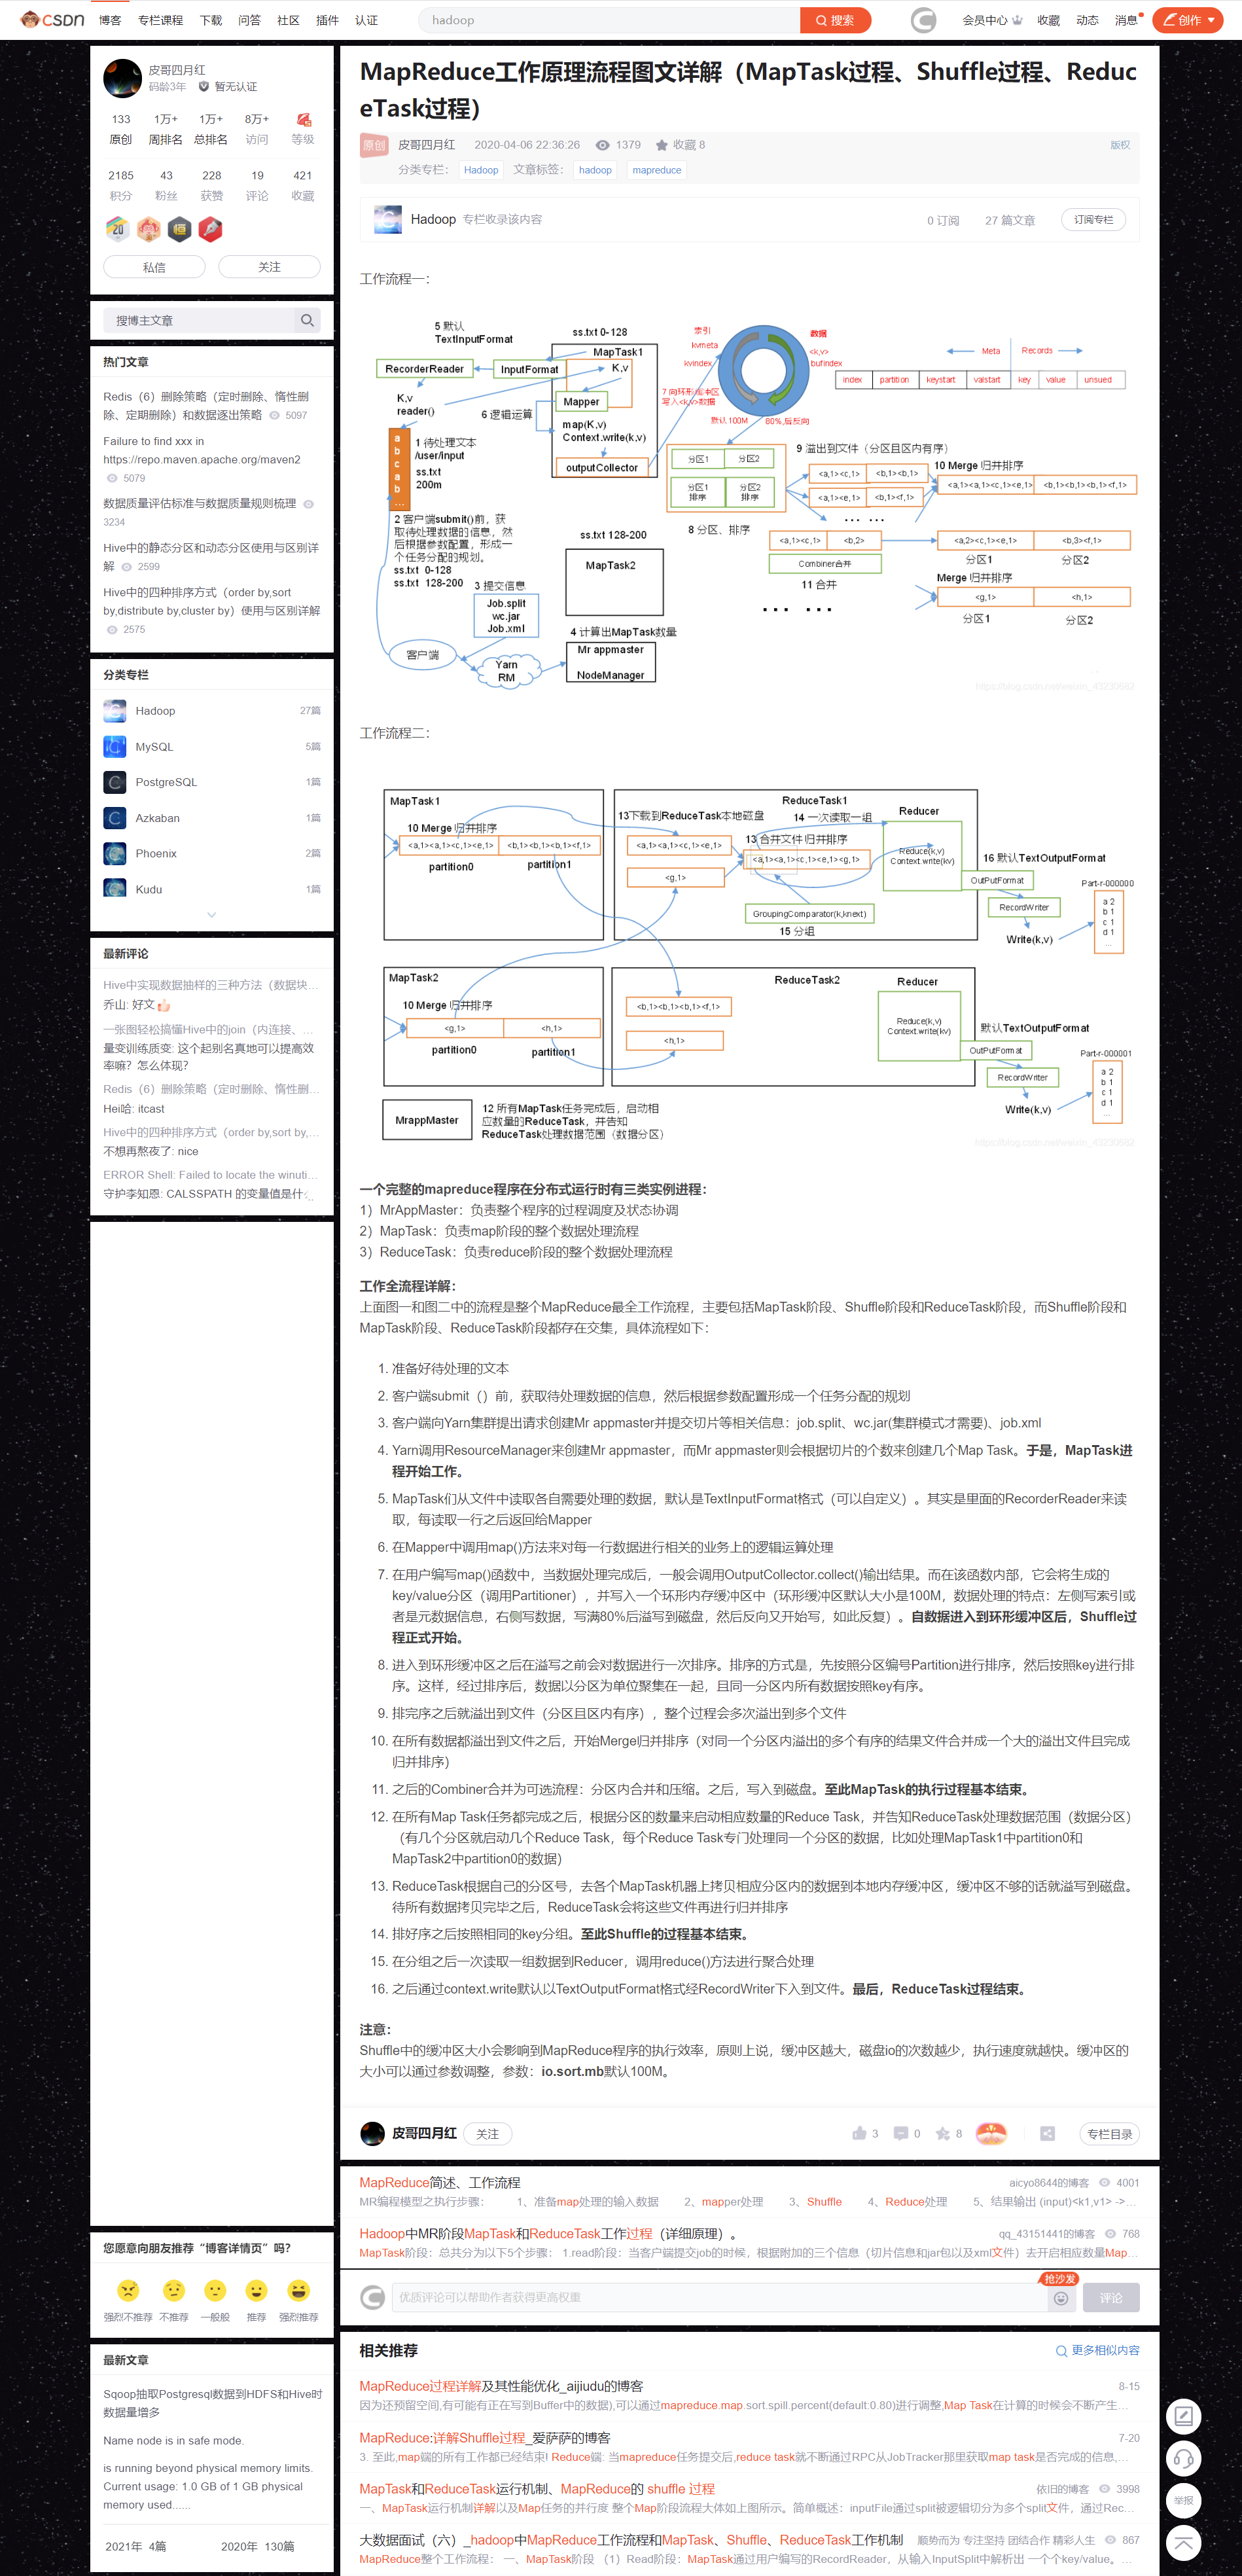 CSDN 博客 专栏课程 下载 问答 社区 插件 认证 hadoop 搜索 会员中心 收藏 动态 消息 创作
皮哥四月红
码龄3年 暂无认证
133 1万+ 1万+ 8万+
原创 周排名 总排名 访问 等级
2185 43 228 19 421
积分 粉丝 获赞 评论 收藏
私信 关注
搜博主文章
热门文章
Redis（6）删除策略（定时删除、惰性删
除、定期删除）和数据逐出策略 5097
Failure to find xxx in
https://repo.maven.apache.org/maven2
5079
数据质量评估标准与数据质量规则梳理
3234
Hive中的静态分区和动态分区使用与区别详
解 2599
Hive中的四种排序方式（order by,sort
by,distribute by,cluster by）使用与区别详解
2575
分类专栏
Hadoop 27篇
MySQL 5篇
PostgreSQL 1篇
Azkaban 1篇
Phoenix 2篇
Kudu 1篇
最新评论
Hive中实现数据抽样的三种方法（数据块…
乔山: 好文
一张图轻松搞懂Hive中的join（内连接、…
量变训练质变: 这个起别名真地可以提高效
率嘛？怎么体现?
Redis（6）删除策略（定时删除、惰性删…
Hei哈: itcast
Hive中的四种排序方式（order by,sort by,…
不想再熬夜了: nice
ERROR Shell: Failed to locate the winuti…
守护李知恩: CALSSPATH 的变量值是什…
您愿意向朋友推荐“博客详情页”吗？
强烈不推荐 不推荐 一般般 推荐 强烈推荐
最新文章
Sqoop抽取Postgresql数据到HDFS和Hive时
数据量增多
Name node is in safe mode.
is running beyond physical memory limits.
Current usage: 1.0 GB of 1 GB physical
memory used……
2021年 4篇 2020年 130篇
MapReduce工作原理流程图文详解（MapTask过程、Shuffle过程、Reduc
eTask过程）
原创 皮哥四月红 2020-04-06 22:36:26 1379 收藏 8 版权
分类专栏： Hadoop 文章标签： hadoop mapreduce
Hadoop 专栏收录该内容 0 订阅 27 篇文章 订阅专栏
工作流程一：
5 默认
TextInputFormat
ss.txt 0-128
MapTask1
RecorderReader
InputFormat
K,v
K,v
reader()
Mapper
6 逻辑运算
map(K,v)
Context.write(k,v)
outputCollector
a
b
c
a
b
...
1 待处理文本
/user/input
ss.txt
200m
2 客户端submit()前，获
取待处理数据的信息，然
后根据参数配置，形成一
个任务分配的规划。
ss.txt 0-128
ss.txt 128-200
3 提交信息
Job.split
wc.jar
Job.xml
客户端
Yarn
RM
4 计算出MapTask数量
Mr appmaster
NodeManager
ss.txt 128-200
MapTask2
索引
kvmeta
kvindex
数据
<k,v>
bufindex
7 向环形缓冲区
写入<k,v>数据
默认 100M
80%,后反向
Meta Records
index partition keystart valstart key value unsued
分区1 分区2
分区1
排序
分区2
排序
8 分区、排序
9 溢出到文件（分区且区内有序）
<a,1><c,1> <b,1><b,1>
<a,1><e,1> <b,1><f,1>
... ...
10 Merge 归并排序
<a,1><a,1><c,1><e,1> <b,1><b,1><b,1><f,1>
<a,1><c,1> <b,2>
Combiner合并
11 合并
<a,2><c,1><e,1> <b,3><f,1>
分区1 分区2
Merge 归并排序
<g,1> <h,1>
分区1 分区2
... ...
https://blog.csdn.net/weixin_43230682
工作流程二：
MapTask1
10 Merge 归并排序
<a,1><a,1><c,1><e,1> <b,1><b,1><b,1><f,1>
partition0 partition1
ReduceTask1
13下载到ReduceTask本地磁盘
14 一次读取一组
Reducer
<a,1><a,1><c,1><e,1>
<g,1>
13 合并文件 归并排序
<a,1><a,1><c,1><e,1><g,1>
GroupingComparator(k,knext)
15 分组
Reduce(k,v)
Context.write(kv)
16 默认TextOutputFormat
OutPutFormat
RecordWriter
Write(k,v)
Part-r-000000
a 2
b 1
c 1
d 1
...
MapTask2
10 Merge 归并排序
<g,1> <h,1>
partition0 partition1
ReduceTask2
Reducer
<b,1><b,1><b,1><f,1>
<h,1>
Reduce(k,v)
Context.write(kv)
默认TextOutputFormat
OutPutFormat
RecordWriter
Write(k,v)
Part-r-000001
a 2
b 1
c 1
d 1
...
MrappMaster
12 所有MapTask任务完成后，启动相
应数量的ReduceTask，并告知
ReduceTask处理数据范围（数据分区）
https://blog.csdn.net/weixin_43230682
一个完整的mapreduce程序在分布式运行时有三类实例进程：
1）MrAppMaster：负责整个程序的过程调度及状态协调
2）MapTask：负责map阶段的整个数据处理流程
3）ReduceTask：负责reduce阶段的整个数据处理流程
工作全流程详解：
上面图一和图二中的流程是整个MapReduce最全工作流程，主要包括MapTask阶段、Shuffle阶段和ReduceTask阶段，而Shuffle阶段和
MapTask阶段、ReduceTask阶段都存在交集，具体流程如下：
1. 准备好待处理的文本
2. 客户端submit（）前，获取待处理数据的信息，然后根据参数配置形成一个任务分配的规划
3. 客户端向Yarn集群提出请求创建Mr appmaster并提交切片等相关信息：job.split、wc.jar(集群模式才需要)、job.xml
4. Yarn调用ResourceManager来创建Mr appmaster，而Mr appmaster则会根据切片的个数来创建几个Map Task。于是，MapTask进
程开始工作。
5. MapTask们从文件中读取各自需要处理的数据，默认是TextInputFormat格式（可以自定义）。其实是里面的RecorderReader来读
取，每读取一行之后返回给Mapper
6. 在Mapper中调用map()方法来对每一行数据进行相关的业务上的逻辑运算处理
7. 在用户编写map()函数中，当数据处理完成后，一般会调用OutputCollector.collect()输出结果。而在该函数内部，它会将生成的
key/value分区（调用Partitioner），并写入一个环形内存缓冲区中（环形缓冲区默认大小是100M，数据处理的特点：左侧写索引或
者是元数据信息，右侧写数据，写满80%后溢写到磁盘，然后反向又开始写，如此反复）。自数据进入到环形缓冲区后，Shuffle过
程正式开始。
8. 进入到环形缓冲区之后在溢写之前会对数据进行一次排序。排序的方式是，先按照分区编号Partition进行排序，然后按照key进行排
序。这样，经过排序后，数据以分区为单位聚集在一起，且同一分区内所有数据按照key有序。
9. 排完序之后就溢出到文件（分区且区内有序），整个过程会多次溢出到多个文件
10. 在所有数据都溢出到文件之后，开始Merge归并排序（对同一个分区内溢出的多个有序的结果文件合并成一个大的溢出文件且完成
归并排序）
11. 之后的Combiner合并为可选流程：分区内合并和压缩。之后，写入到磁盘。至此MapTask的执行过程基本结束。
12. 在所有Map Task任务都完成之后，根据分区的数量来启动相应数量的Reduce Task，并告知ReduceTask处理数据范围（数据分区）
（有几个分区就启动几个Reduce Task，每个Reduce Task专门处理同一个分区的数据，比如处理MapTask1中partition0和
MapTask2中partition0的数据）
13. ReduceTask根据自己的分区号，去各个MapTask机器上拷贝相应分区内的数据到本地内存缓冲区，缓冲区不够的话就溢写到磁盘。
待所有数据拷贝完毕之后，ReduceTask会将这些文件再进行归并排序
14. 排好序之后按照相同的key分组。至此Shuffle的过程基本结束。
15. 在分组之后一次读取一组数据到Reducer，调用reduce()方法进行聚合处理
16. 之后通过context.write默认以TextOutputFormat格式经RecordWriter下入到文件。最后，ReduceTask过程结束。
注意：
Shuffle中的缓冲区大小会影响到MapReduce程序的执行效率，原则上说，缓冲区越大，磁盘io的次数越少，执行速度就越快。缓冲区的
大小可以通过参数调整，参数：io.sort.mb默认100M。
皮哥四月红 关注 3 0 8 专栏目录
MapReduce简述、工作流程 aicyo8644的博客 4001
MR编程模型之执行步骤： 1、准备map处理的输入数据 2、mapper处理 3、Shuffle 4、Reduce处理 5、结果输出 (input)<k1,v1> ->…
Hadoop中MR阶段MapTask和ReduceTask工作过程（详细原理）。 qq_43151441的博客 768
MapTask阶段：总共分为以下5个步骤： 1.read阶段：当客户端提交job的时候，根据附加的三个信息（切片信息和jar包以及xml文件）去开启相应数量Map…
抢沙发
优质评论可以帮助作者获得更高权重 评论
相关推荐 更多相似内容
MapReduce过程详解及其性能优化_aijiudu的博客 8-15
因为还预留空间,有可能有正在写到Buffer中的数据),可以通过mapreduce.map.sort.spill.percent(default:0.80)进行调整,Map Task在计算的时候会不断产生…
MapReduce:详解Shuffle过程_爱萨萨的博客 7-20
3. 至此,map端的所有工作都已经结束! Reduce端: 当mapreduce任务提交后,reduce task就不断通过RPC从JobTracker那里获取map task是否完成的信息,…
MapTask和ReduceTask运行机制、MapReduce的 shuffle 过程 依旧的博客 3998
一、MapTask运行机制详解以及Map任务的并行度 整个Map阶段流程大体如上图所示。简单概述：inputFile通过split被逻辑切分为多个split文件，通过Rec…
大数据面试（六）_hadoop中MapReduce工作流程和MapTask、Shuffle、ReduceTask工作机制 顺势而为 专注坚持 团结合作 精彩人生 867
MapReduce整个工作流程： 一、MapTask阶段 （1）Read阶段：MapTask通过用户编写的RecordReader，从输入InputSplit中解析出 一个个key/value。…
举报